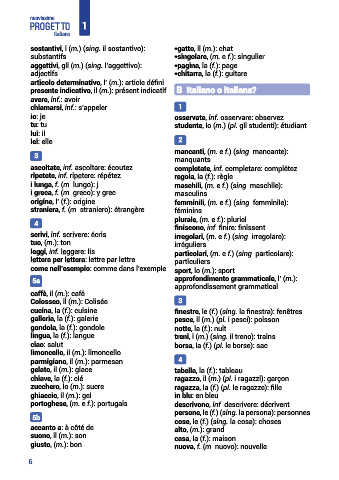 nuovissimo
PROGETTO
italiano
1
sostantivi, i (m.) (sing. il sostantivo):
substantifs
aggettivi, gli (m.) (sing. l'aggettivo):
adjectifs
articolo determinativo, l' (m.): article défini
presente indicativo, il (m.): présent indicatif
avere, inf.: avoir
chiamarsi, inf.: s'appeler
io: je
tu: tu
lui: il
lei: elle
3
ascoltate, inf. ascoltare: écoutez
ripetete, inf. ripetere: répétez
i lunga, f. (m lungo): j
i greca, f. (m greco): y grec
origine, l' (f.): origine
straniera, f. (m straniero): étrangère
4
scrivi, inf. scrivere: écris
tuo, (m.): ton
leggi, inf. leggere: lis
lettera per lettera: lettre par lettre
come nell'esempio: comme dans l'exemple
5a
caffè, il (m.): café
Colosseo, il (m.): Colisée
cucina, la (f.): cuisine
galleria, la (f.): galerie
gondola, la (f.): gondole
lingua, la (f.): langue
ciao: salut
limoncello, il (m.): limoncello
parmigiano, il (m.): parmesan
gelato, il (m.): glace
chiave, la (f.): clé
zucchero, lo (m.): sucre
ghiaccio, il (m.): gel
portoghese, (m. e f.): portugais
5b
accanto a: à côté de
suono, il (m.): son
giusto, (m.): bon
•gatto, il (m.): chat
•singolare, (m. e f.): singulier
•pagina, la (f.): page
•chitarra, la (f.): guitare
B Italiano o italiana?
1
osservate, inf. osservare: observez
studente, lo (m.) (pl. gli studenti): étudiant
2
mancanti, (m. e f.) (sing mancante):
manquants
completate, inf. completare: complétez
regola, la (f.): règle
maschili, (m. e f.) (sing maschile):
masculins
femminili, (m. e f.) (sing femminile):
féminins
plurale, (m. e f.): pluriel
finiscono, inf finire: finissent
irregolari, (m. e f.) (sing irregolare):
irréguliers
particolari, (m. e f.) (sing particolare):
particuliers
sport, lo (m.): sport
approfondimento grammaticale, l' (m.):
approfondissement grammatical
3
finestre, le (f.) (sing. la finestra): fenêtres
pesce, il (m.) (pl. i pesci): poisson
notte, la (f.): nuit
treni, i (m.) (sing. il treno): trains
borsa, la (f.) (pl. le borse): sac
4
tabella, la (f.): tableau
ragazzo, il (m.) (pl. i ragazzi): garçon
ragazza, la (f.) (pl. le ragazze): fille
in blu: en bleu
descrivono, inf descrivere: décrivent
persone, le (f.) (sing. la persona): personnes
cose, le (f.) (sing. la cosa): choses
alto, (m.): grand
casa, la (f.): maison
nuova, f. (m nuovo): nouvelle
6